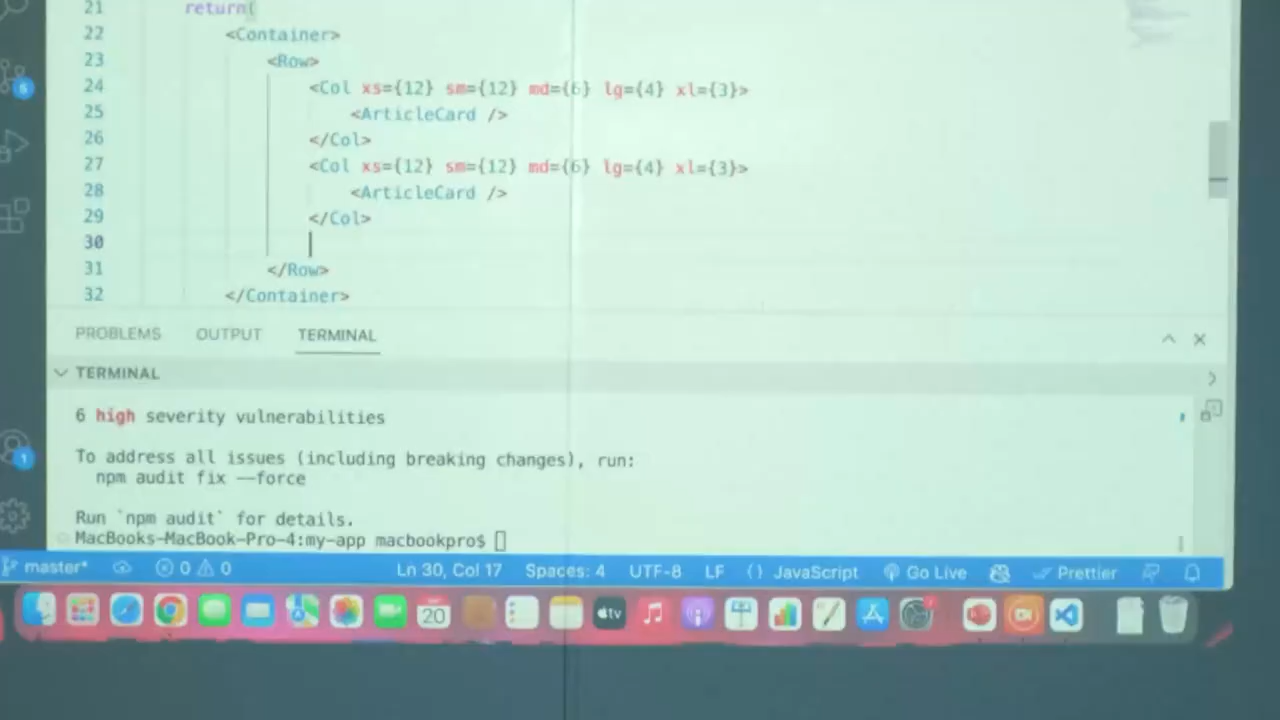 21 return(
22 <Container>
23 <Row>
24 <Col xs={12} sm={12} md={6} lg={4} xl={3}>
25 <ArticleCard />
26 </Col>
27 <Col xs={12} sm={12} md={6} lg={4} xl={3}>
28 <ArticleCard />
29 </Col>
30
31 </Row>
32 </Container>
PROBLEMS OUTPUT TERMINAL
TERMINAL
6 high severity vulnerabilities
To address all issues (including breaking changes), run:
npm audit fix --force
Run `npm audit` for details.
MacBooks-MacBook-Pro-4:my-app macbookpro$
master* 0 0 Ln 30, Col 17 Spaces: 4 UTF-8 LF {} JavaScript Go Live Prettier
20 tv
1